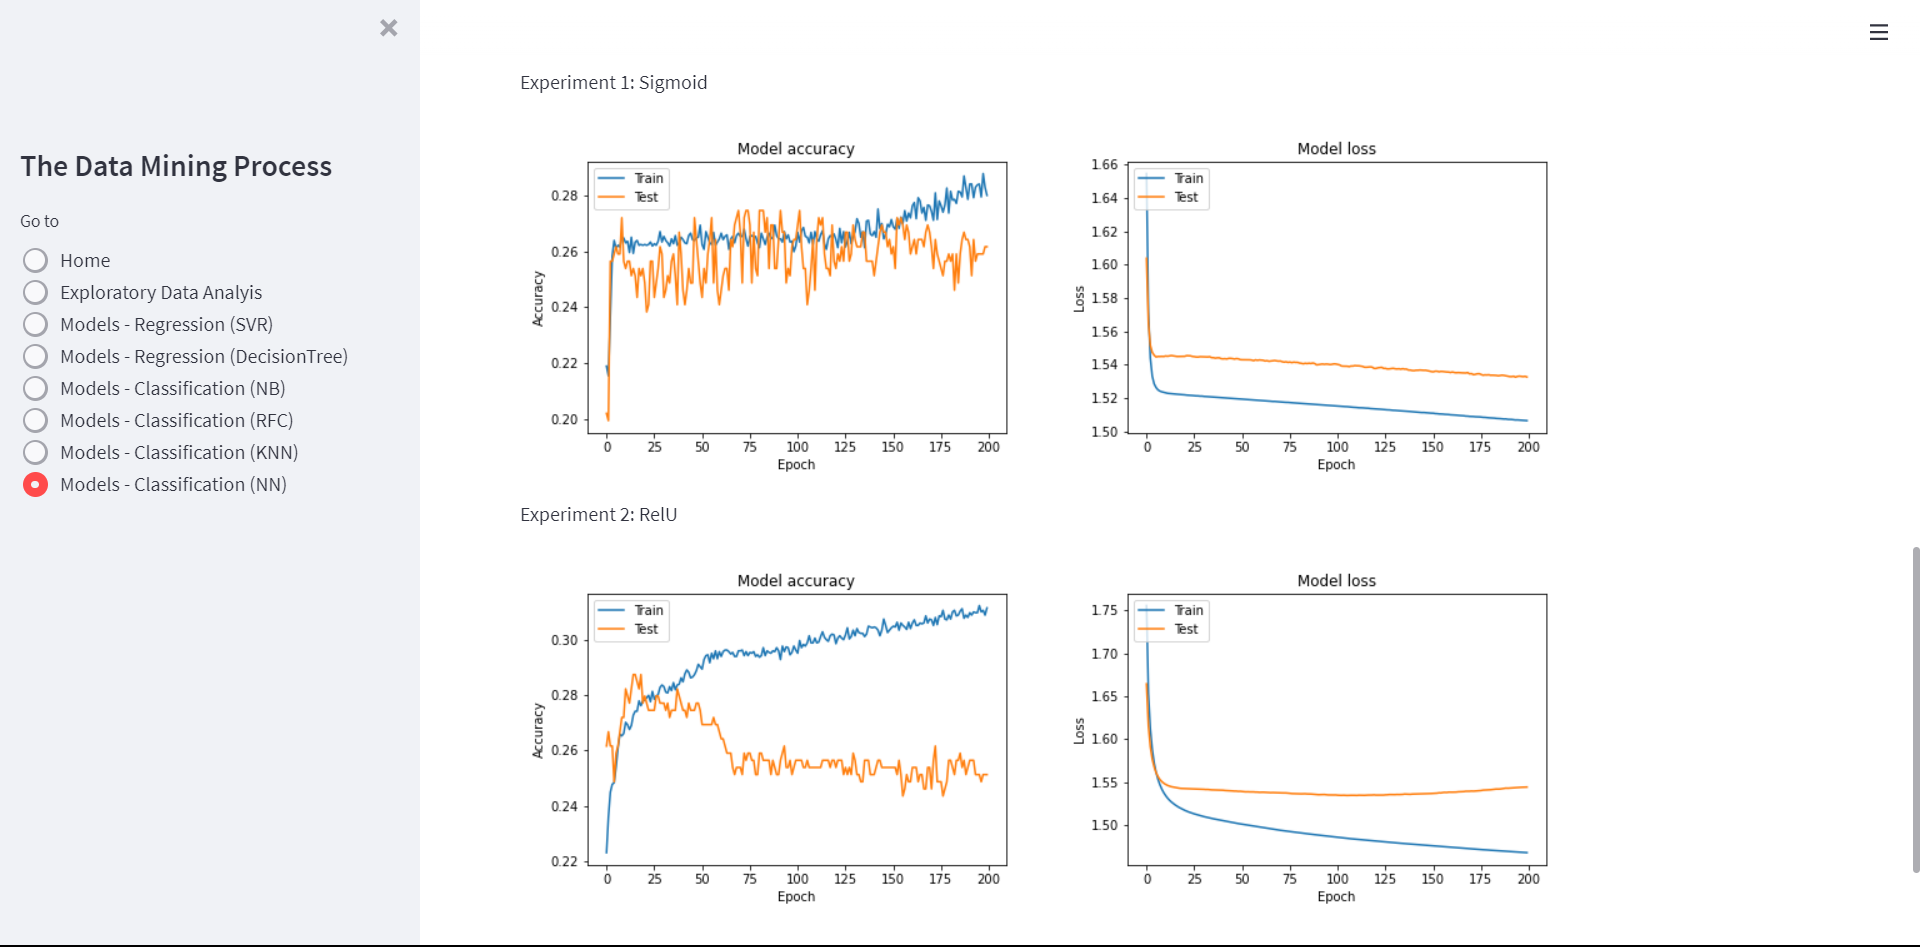 The Data Mining Process
Go to
Home
Exploratory Data Analyis
Models - Regression (SVR)
Models - Regression (DecisionTree)
Models - Classification (NB)
Models - Classification (RFC)
Models - Classification (KNN)
Models - Classification (NN)
Experiment 1: Sigmoid
Model accuracy
Train
Test
0.28
0.26
0.24
0.22
0.20
Accuracy
0 25 50 75 100 125 150 175 200
Epoch
Model loss
Train
Test
1.66
1.64
1.62
1.60
1.58
1.56
1.54
1.52
1.50
Loss
0 25 50 75 100 125 150 175 200
Epoch
Experiment 2: RelU
Model accuracy
Train
Test
0.30
0.28
0.26
0.24
0.22
Accuracy
0 25 50 75 100 125 150 175 200
Epoch
Model loss
Train
Test
1.75
1.70
1.65
1.60
1.55
1.50
Loss
0 25 50 75 100 125 150 175 200
Epoch